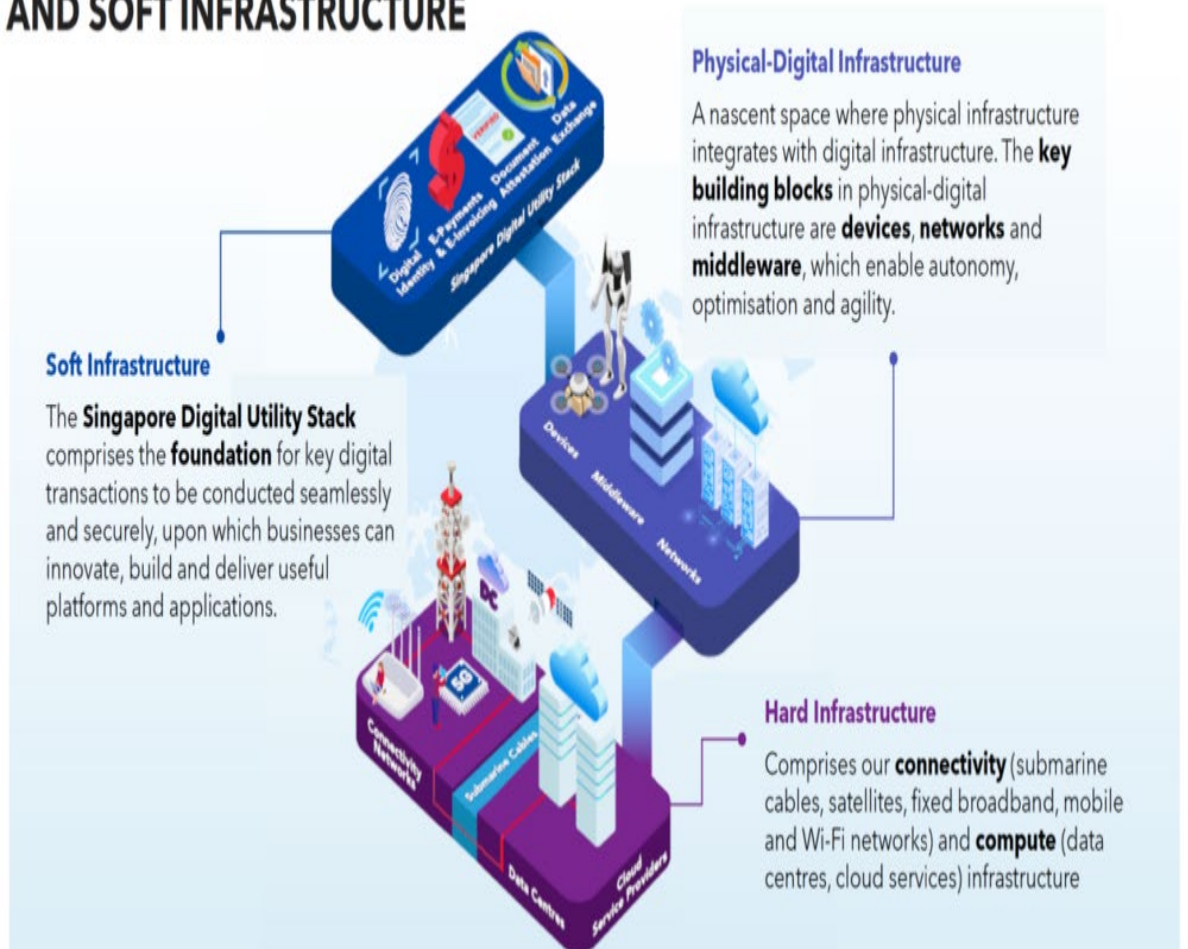 AND SOFT INFRASTRUCTURE
Physical-Digital Infrastructure
A nascent space where physical infrastructure
integrates with digital infrastructure. The key
building blocks in physical-digital
infrastructure are devices, networks and
middleware, which enable autonomy,
optimisation and agility.
VERIFIED
Digital
Identity
E-Payments
& E-Invoicing
Document
Attestation
Data
Exchange
Singapore Digital Utility Stack
Soft Infrastructure
The Singapore Digital Utility Stack
comprises the foundation for key digital
transactions to be conducted seamlessly
and securely, upon which businesses can
innovate, build and deliver useful
platforms and applications.
Devices
Middleware
Networks
DC
5G
Connectivity
Networks
Submarine Cables
Data Centres
Cloud
Service Providers
Hard Infrastructure
Comprises our connectivity (submarine
cables, satellites, fixed broadband, mobile
and Wi-Fi networks) and compute (data
centres, cloud services) infrastructure